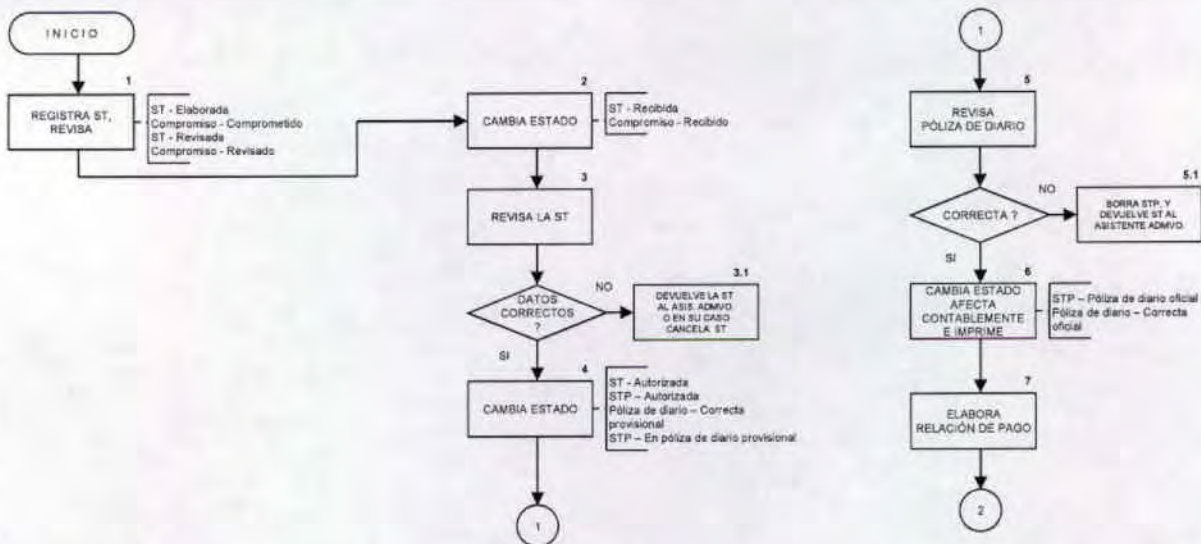 INICIO
1
REGISTRA ST,
REVISA
ST - Elaborada
Compromiso - Comprometido
ST - Revisada
Compromiso - Revisado
2
CAMBIA ESTADO
ST - Recibida
Compromiso - Recibido
3
REVISA LA ST
DATOS
CORRECTOS
?
NO
3.1
DEVUELVE LA ST
AL ASIS. ADMVO.
O EN SU CASO
CANCELA ST
SI
4
CAMBIA ESTADO
ST - Autorizada
STP – Autorizada
Póliza de diario – Correcta
provisional
STP – En póliza de diario provisional
1
1
5
REVISA
PÓLIZA DE DIARIO
CORRECTA ?
NO
5.1
BORRA STP. Y
DEVUELVE ST AL
ASISTENTE ADMVO.
SI
6
CAMBIA ESTADO
AFECTA
CONTABLEMENTE
E IMPRIME
STP – Póliza de diario oficial
Póliza de diario – Correcta
oficial
7
ELABORA
RELACIÓN DE PAGO
2